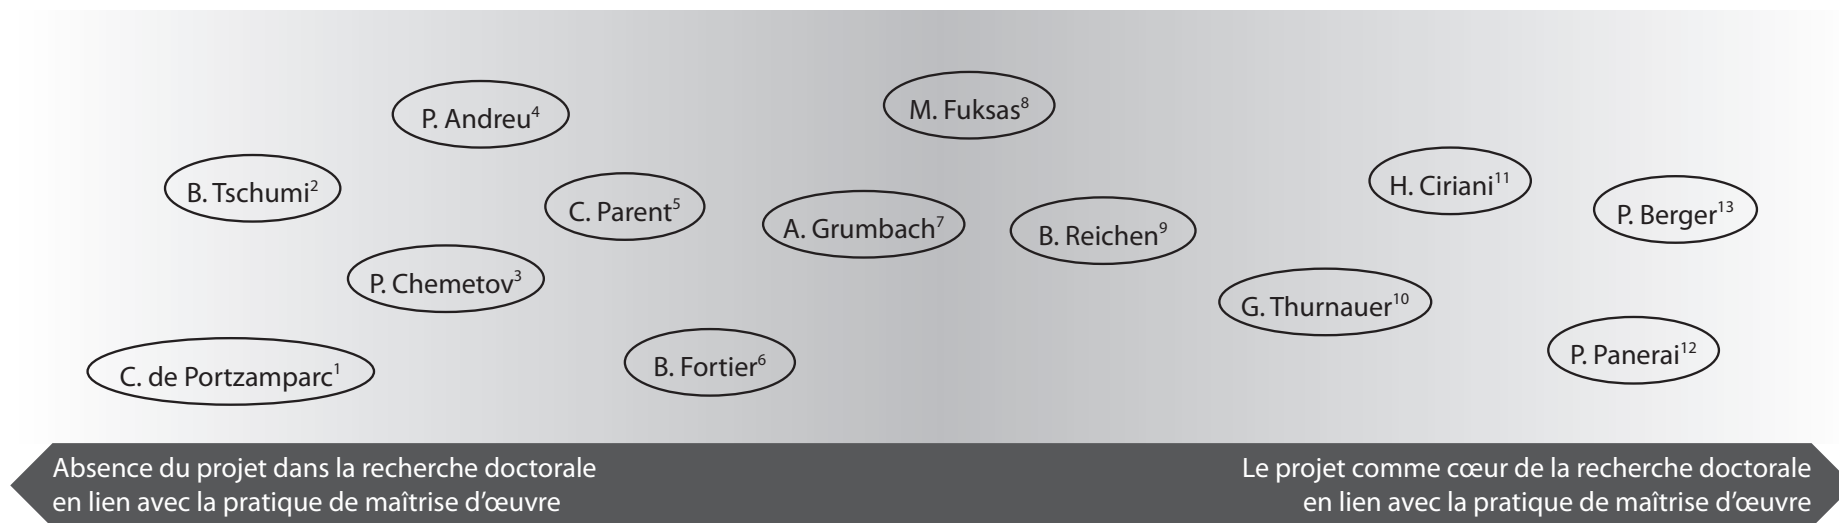 P. Andreu⁴
M. Fuksas⁸
B. Tschumi²
C. Parent⁵
A. Grumbach⁷
B. Reichen⁹
H. Ciriani¹¹
P. Berger¹³
P. Chemetov³
G. Thurnauer¹⁰
C. de Portzamparc¹
B. Fortier⁶
P. Panerai¹²
Absence du projet dans la recherche doctorale
en lien avec la pratique de maîtrise d’œuvre
Le projet comme cœur de la recherche doctorale
en lien avec la pratique de maîtrise d’œuvre